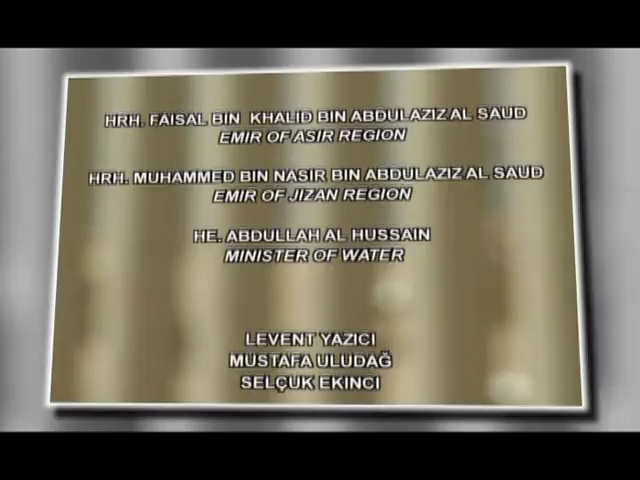 HRH. FAISAL BIN KHALID BIN ABDULAZIZ AL SAUD
EMIR OF ASIR REGION
HRH. MUHAMMED BIN NASIR BIN ABDULAZIZ AL SAUD
EMIR OF JIZAN REGION
HE. ABDULLAH AL HUSSAIN
MINISTER OF WATER
LEVENT YAZICI
MUSTAFA ULUDAĞ
SELÇUK EKINCI